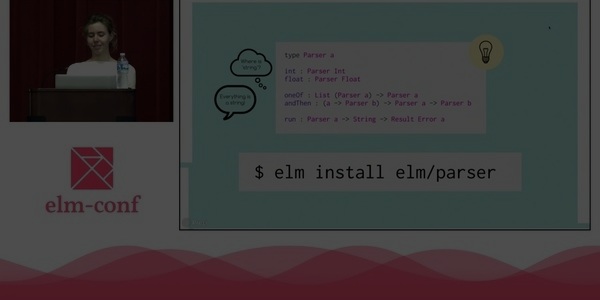 Where is string?
Everything is a string!
type Parser a
int : Parser Int
float : Parser Float
oneOf : List (Parser a) -> Parser a
andThen : (a -> Parser b) -> Parser a -> Parser b
run : Parser a -> String -> Result Error a
$ elm install elm/parser
elm-conf